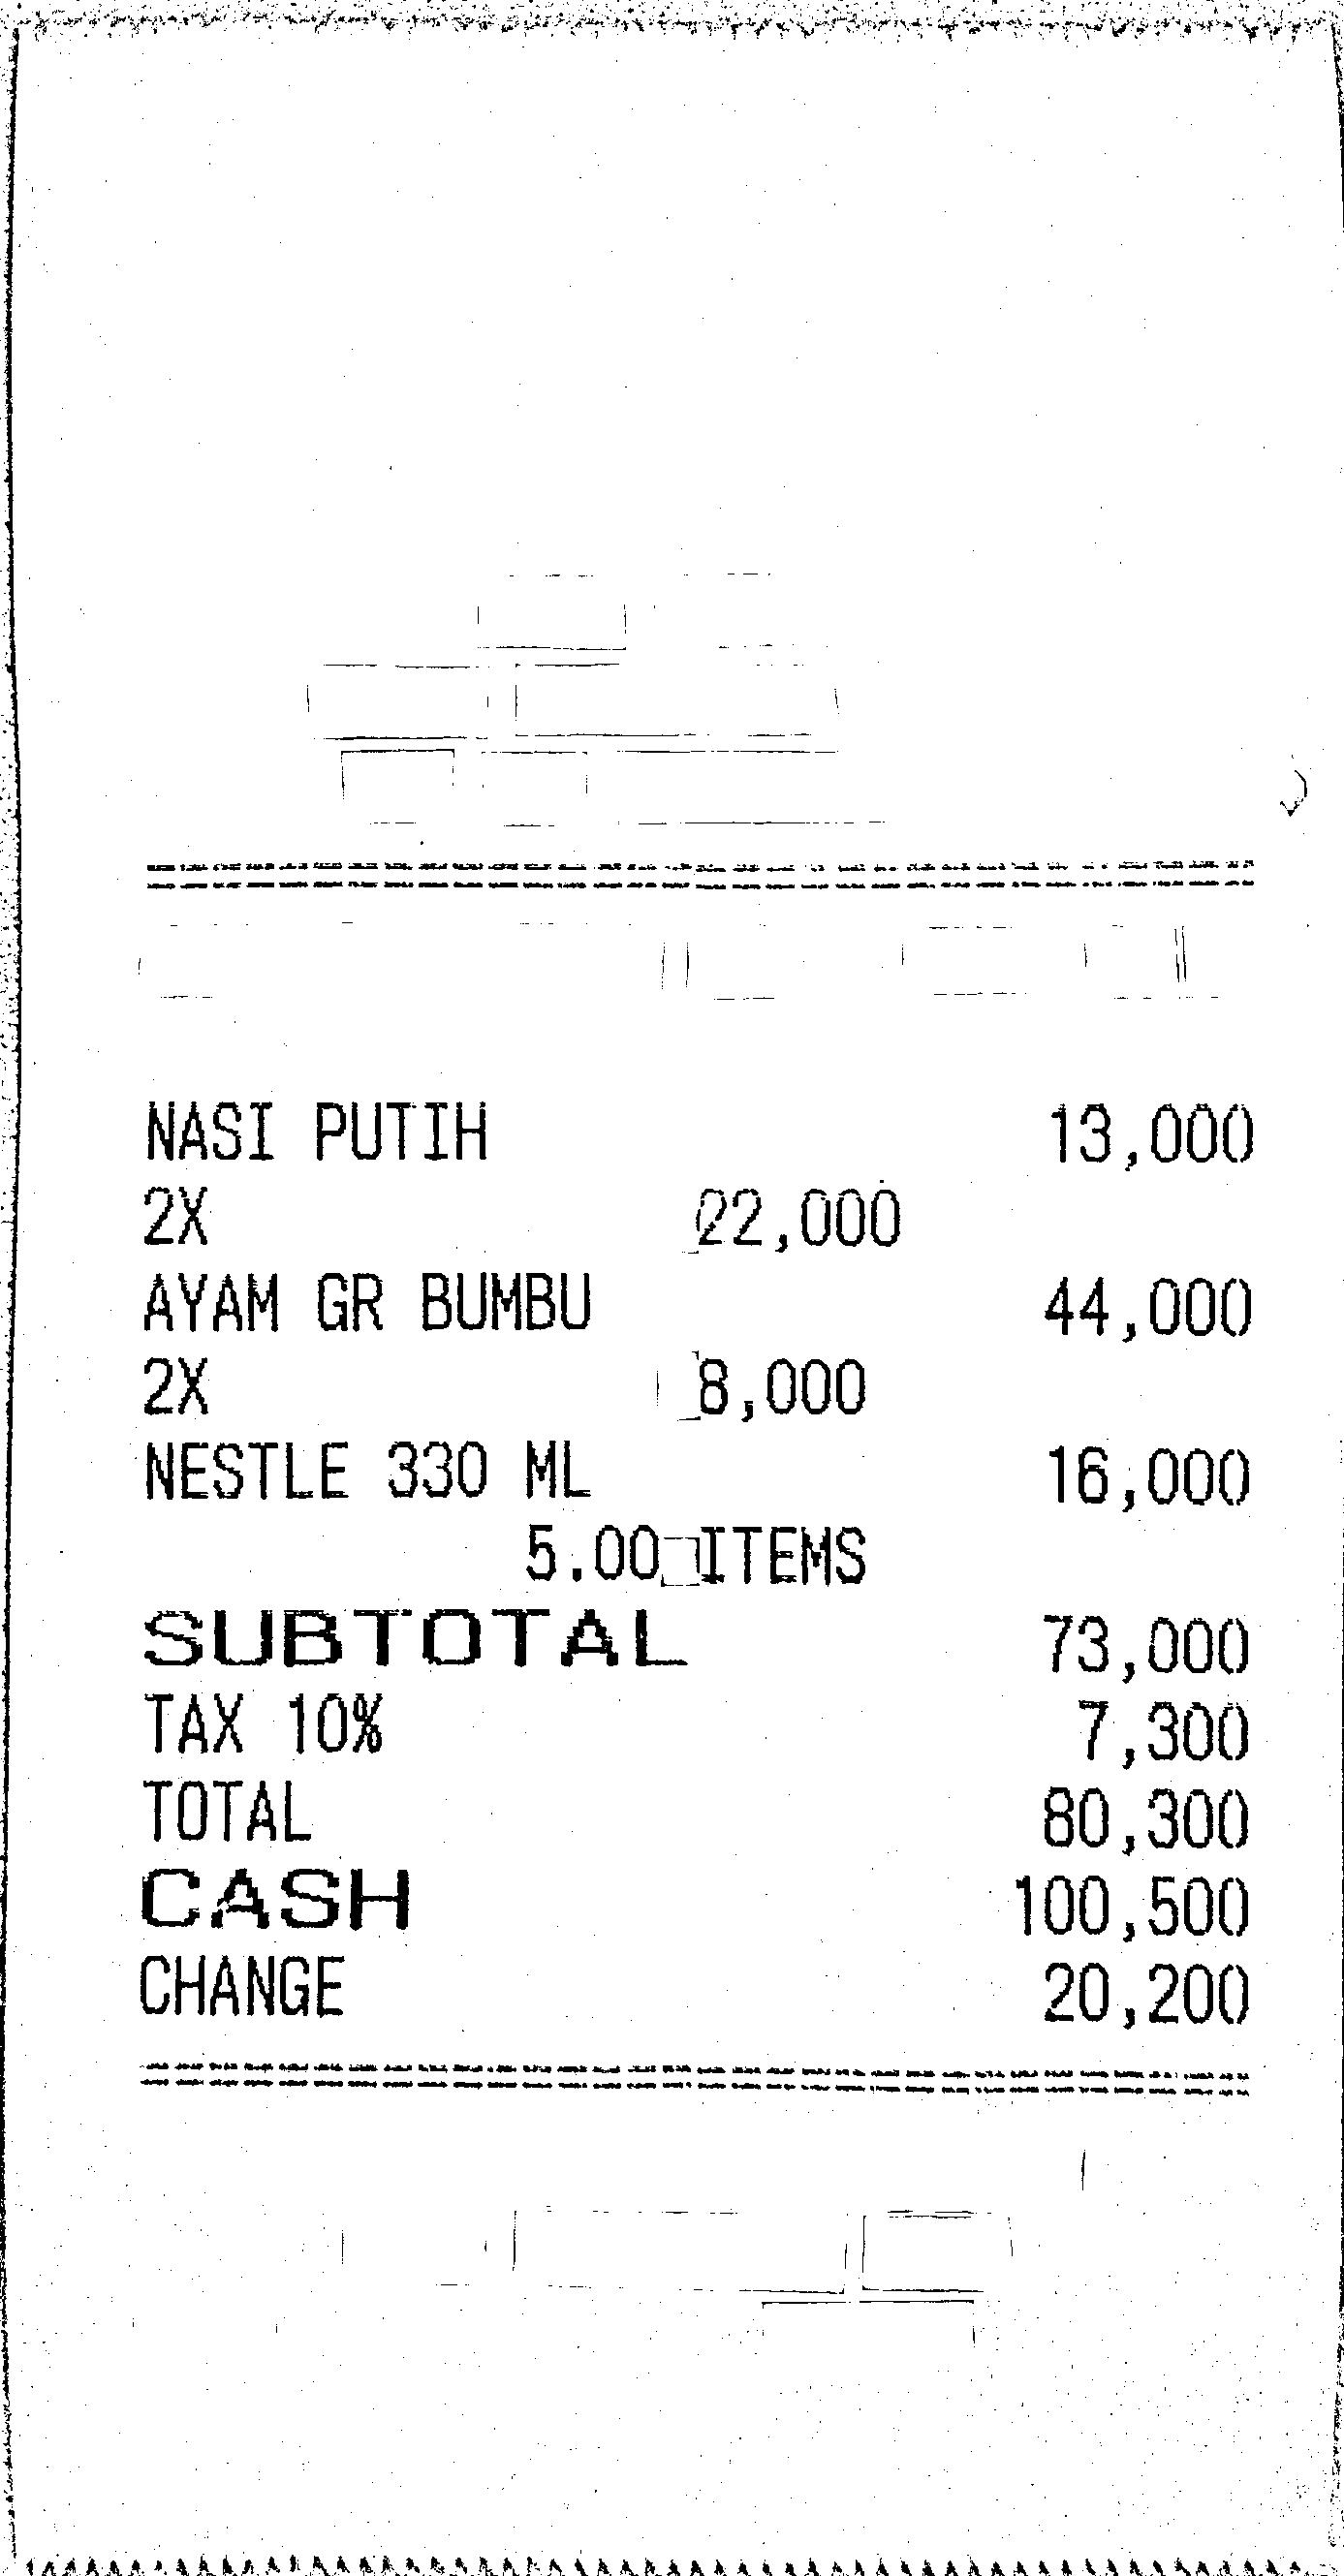 NASI PUTIH 13,000
2X 22,000
AYAM GR BUMBU 44,000
2X 8,000
NESTLE 330 ML 16,000
5.00 ITEMS
SUBTOTAL 73,000
TAX 10% 7,300
TOTAL 80,300
CASH 100,500
CHANGE 20,200